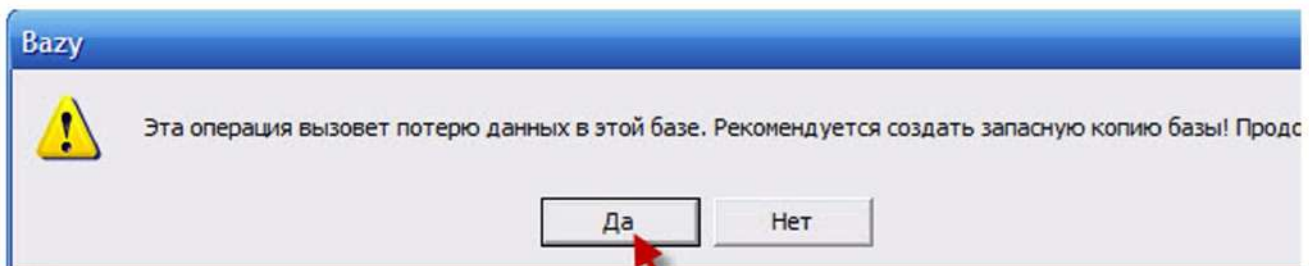 Bazy
Эта операция вызовет потерю данных в этой базе. Рекомендуется создать запасную копию базы!
Да
Нет